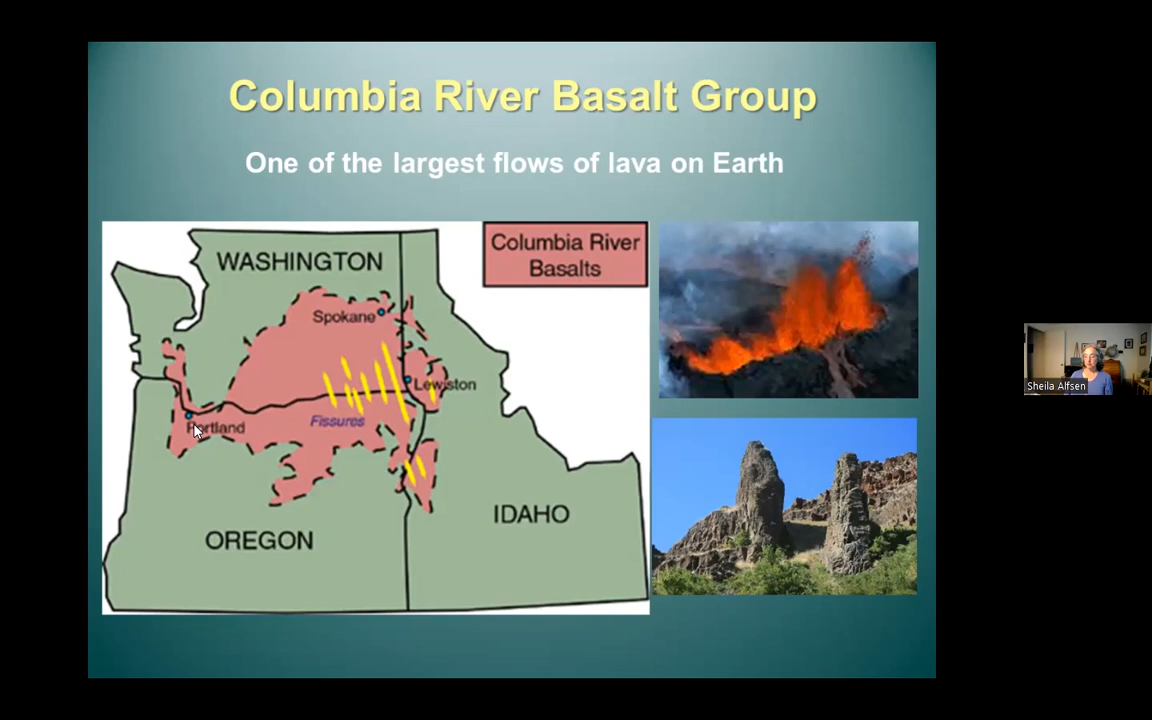 Columbia River Basalt Group
One of the largest flows of lava on Earth
WASHINGTON
Columbia River
Basalts
Spokane
Lewiston
Portland
Fissures
OREGON
IDAHO
Sheila Alfsen